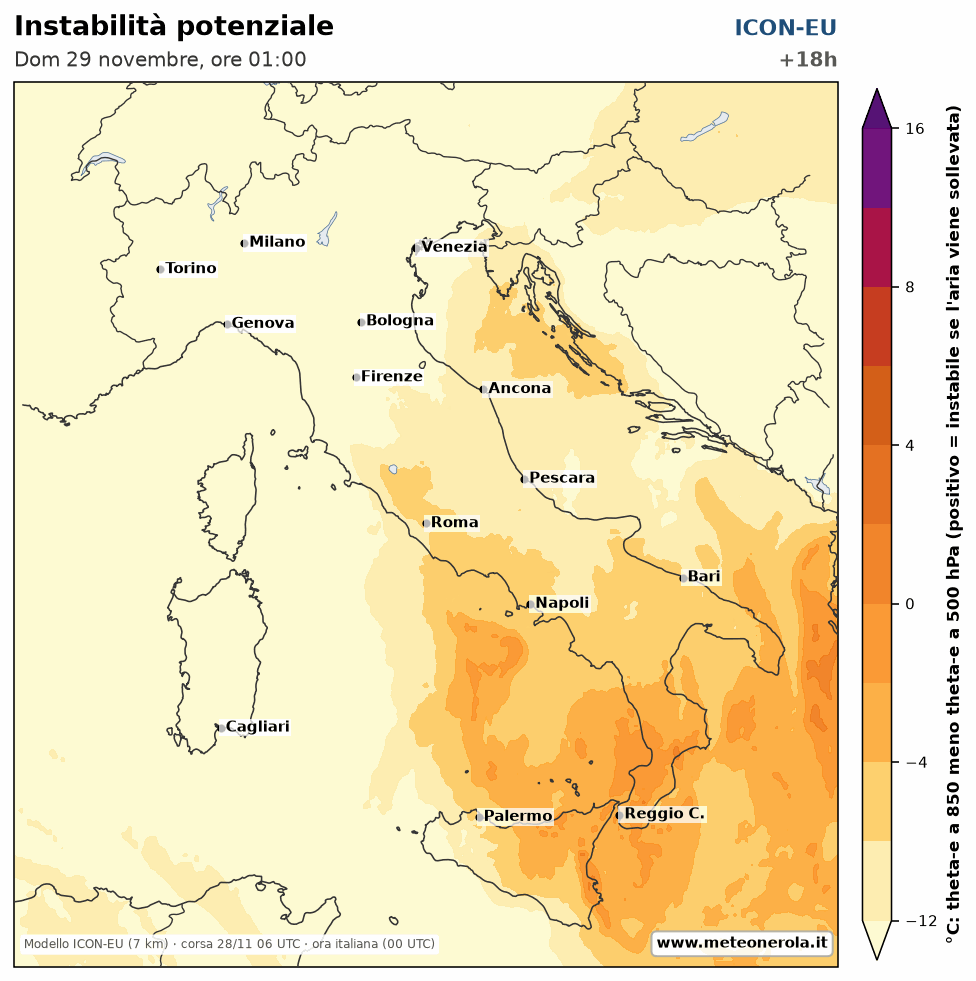 Instabilità potenziale
ICON-EU
Dom 29 novembre, ore 01:00
+18h
Milano
Venezia
Torino
Genova
Bologna
Firenze
Ancona
Pescara
Roma
Bari
Napoli
Cagliari
Palermo
Reggio C.
16
8
4
0
−4
−12
°C: theta-e a 850 meno theta-e a 500 hPa (positivo = instabile se l'aria viene sollevata)
Modello ICON-EU (7 km) · corsa 28/11 06 UTC · ora italiana (00 UTC)
www.meteonerola.it